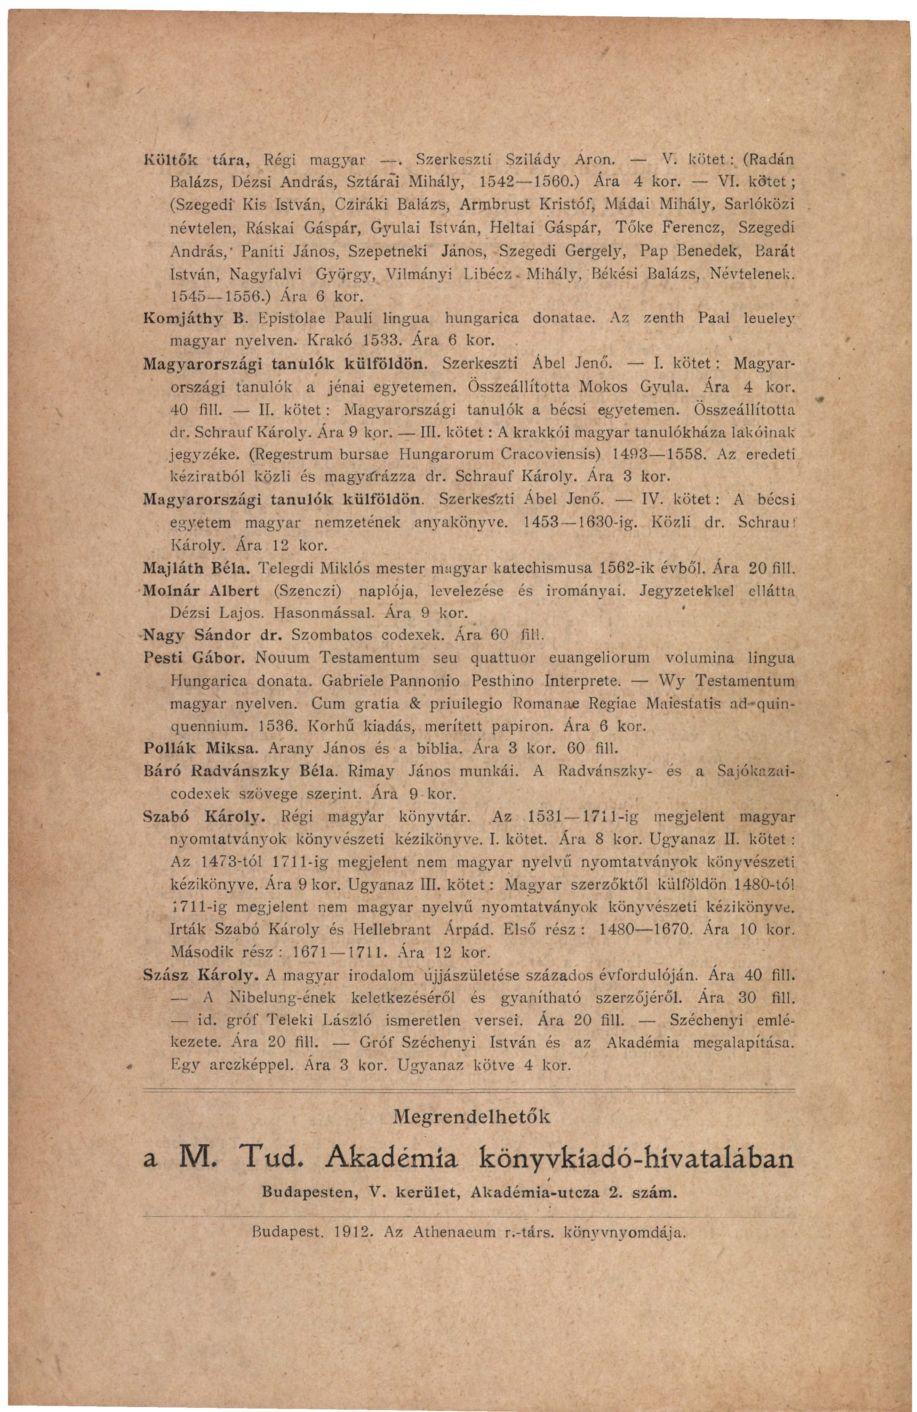 Költők tára, Régi magyar —. Szerkeszti Szilády Áron. — V. kötet: (Radán
Balázs, Dézsi András, Sztárai Mihály, 1542—1560.) Ára 4 kor. — VI. kötet;
(Szegedi Kis István, Cziráki Balázs, Armbrust Kristóf, Mádai Mihály, Sarlóközi
névtelen, Ráskai Gáspár, Gyulai István, Heltai Gáspár, Tőke Ferencz, Szegedi
András, Paniti János, Szepetneki János, Szegedi Gergely, Pap Benedek, Barát
István, Nagyfalvi György, Vilmányi Libécz Mihály, Békési Balázs, Névtelenek.
1545—1556.) Ára 6 kor.
Komjáthy B. Epistolae Pauli lingua hungarica donatae. Az zenth Paal leueley
magyar nyelven. Krakó 1533. Ára 6 kor.
Magyarországi tanulók külföldön. Szerkeszti Ábel Jenő. — I. kötet: Magyar-
országi tanulók a jénai egyetemen. Összeállította Mokos Gyula. Ára 4 kor.
40 fill. — II. kötet: Magyarországi tanulók a bécsi egyetemen. Összeállította
dr. Schrauf Károly. Ára 9 kor. — III. kötet: A krakkói magyar tanulókháza lakóinak
jegyzéke. (Regestrum bursae Hungarorum Cracoviensis) 1493—1558. Az eredeti
kéziratból közli és magyarázza dr. Schrauf Károly. Ára 3 kor.
Magyarországi tanulók külföldön. Szerkeszti Ábel Jenő. — IV. kötet: A bécsi
egyetem magyar nemzetének anyakönyve. 1453—1630-ig. Közli dr. Schrauf
Károly. Ára 12 kor.
Majláth Béla. Telegdi Miklós mester magyar katechismusa 1562-ik évből. Ára 20 fill.
Molnár Albert (Szenczi) naplója, levelezése és irományai. Jegyzetekkel ellátta
Dézsi Lajos. Hasonmással. Ára 9 kor.
Nagy Sándor dr. Szombatos codexek. Ára 60 fill.
Pesti Gábor. Nouum Testamentum seu quattuor euangeliorum volumina lingua
Hungarica donata. Gabriele Pannonio Pesthino Interprete. — Wy Testamentum
magyar nyelven. Cum gratia & priuilegio Romanae Regiae Maiestatis ad quin-
quennium. 1536. Korhű kiadás, merített papiron. Ára 6 kor.
Pollák Miksa. Arany János és a biblia. Ára 3 kor. 60 fill.
Báró Radvánszky Béla. Rimay János munkái. A Radvánszky- és a Sajókazai-
codexek szövege szerint. Ára 9 kor.
Szabó Károly. Régi magyar könyvtár. Az 1531—1711-ig megjelent magyar
nyomtatványok könyvészeti kézikönyve. I. kötet. Ára 8 kor. Ugyanaz II. kötet:
Az 1473-tól 1711-ig megjelent nem magyar nyelvű nyomtatványok könyvészeti
kézikönyve. Ára 9 kor. Ugyanaz III. kötet: Magyar szerzőktől külföldön 1480-tól
1711-ig megjelent nem magyar nyelvű nyomtatványok könyvészeti kézikönyve.
Irták Szabó Károly és Hellebrant Árpád. Első rész: 1480—1670. Ára 10 kor.
Második rész: 1671—1711. Ára 12 kor.
Szász Károly. A magyar irodalom újjászületése százados évfordulóján. Ára 40 fill.
— A Nibelung-ének keletkezéséről és gyanítható szerzőjéről. Ára 30 fill.
— id. gróf Teleki László ismeretlen versei. Ára 20 fill. — Széchenyi emlé-
kezete. Ára 20 fill. — Gróf Széchenyi István és az Akadémia megalapítása.
Egy arczképpel. Ára 3 kor. Ugyanaz kötve 4 kor.
Megrendelhetők
a M. Tud. Akadémia könyvkiadó-hivatalában
Budapesten, V. kerület, Akadémia-utcza 2. szám.
Budapest, 1912. Az Athenaeum r.-társ. könyvnyomdája.